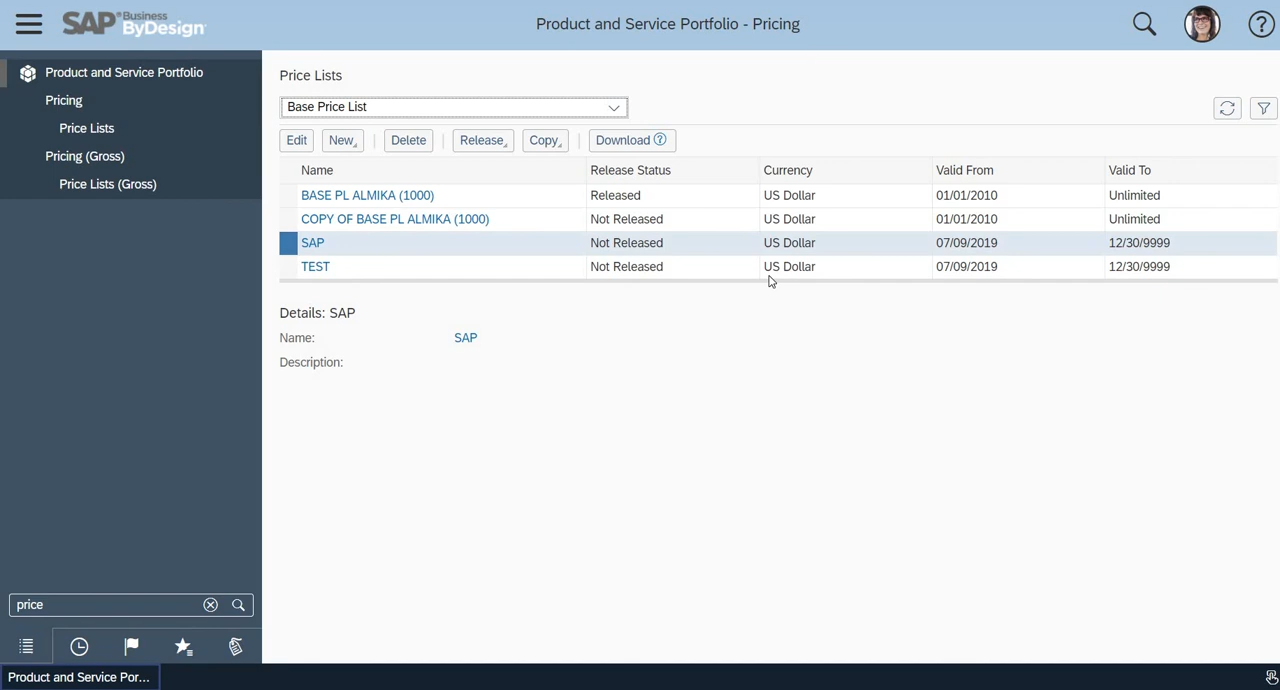 SAP Business ByDesign
Product and Service Portfolio - Pricing
?
Product and Service Portfolio
Pricing
Price Lists
Pricing (Gross)
Price Lists (Gross)
price
Product and Service Por...
Price Lists
Base Price List
Edit New Delete Release Copy Download ?
Name Release Status Currency Valid From Valid To
BASE PL ALMIKA (1000) Released US Dollar 01/01/2010 Unlimited
COPY OF BASE PL ALMIKA (1000) Not Released US Dollar 01/01/2010 Unlimited
SAP Not Released US Dollar 07/09/2019 12/30/9999
TEST Not Released US Dollar 07/09/2019 12/30/9999
Details: SAP
Name: SAP
Description: